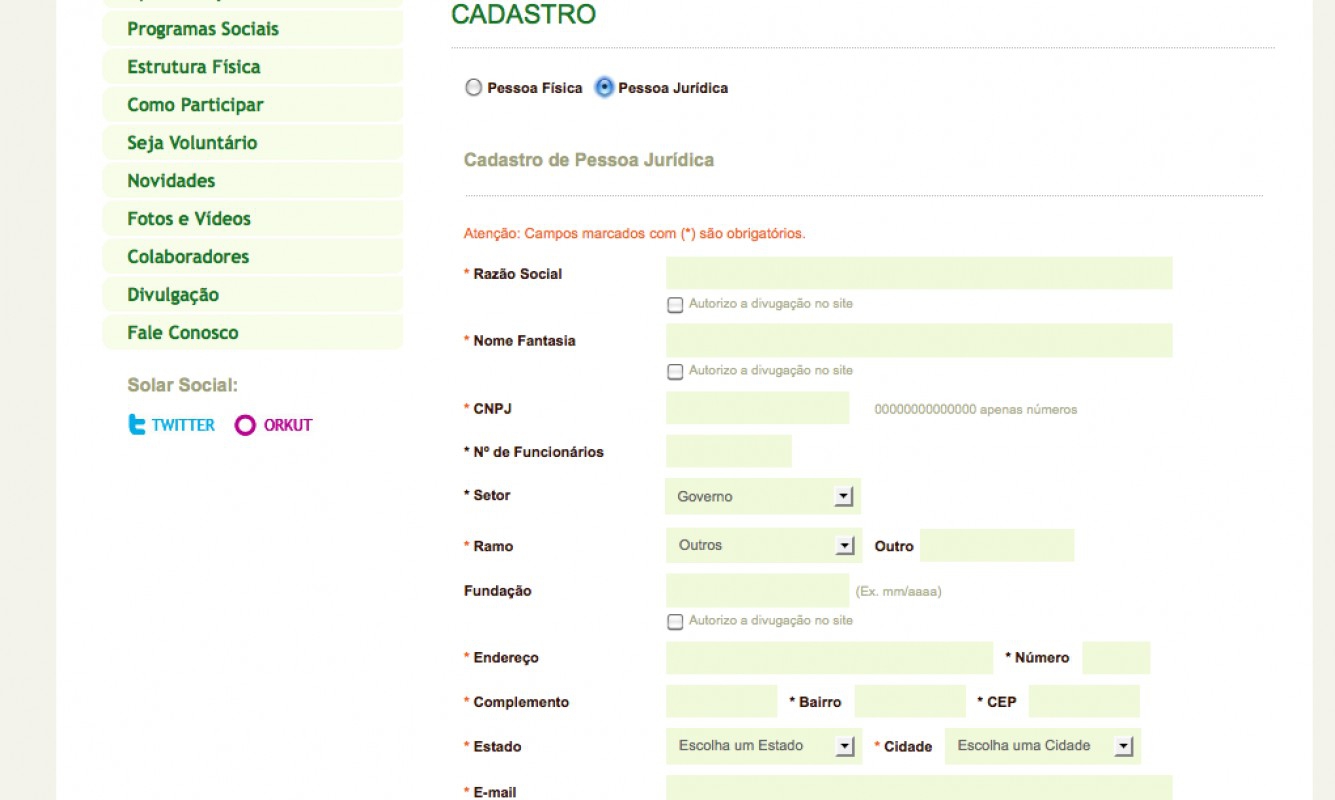 Programas Sociais
Estrutura Física
Como Participar
Seja Voluntário
Novidades
Fotos e Vídeos
Colaboradores
Divulgação
Fale Conosco
Solar Social:
TWITTER ORKUT
CADASTRO
Pessoa Física Pessoa Jurídica
Cadastro de Pessoa Jurídica
Atenção: Campos marcados com (*) são obrigatórios.
* Razão Social
Autorizo a divugação no site
* Nome Fantasia
Autorizo a divugação no site
* CNPJ 00000000000000 apenas números
* Nº de Funcionários
* Setor Governo
* Ramo Outros Outro
Fundação (Ex. mm/aaaa)
Autorizo a divugação no site
* Endereço * Número
* Complemento * Bairro * CEP
* Estado Escolha um Estado * Cidade Escolha uma Cidade
* E-mail